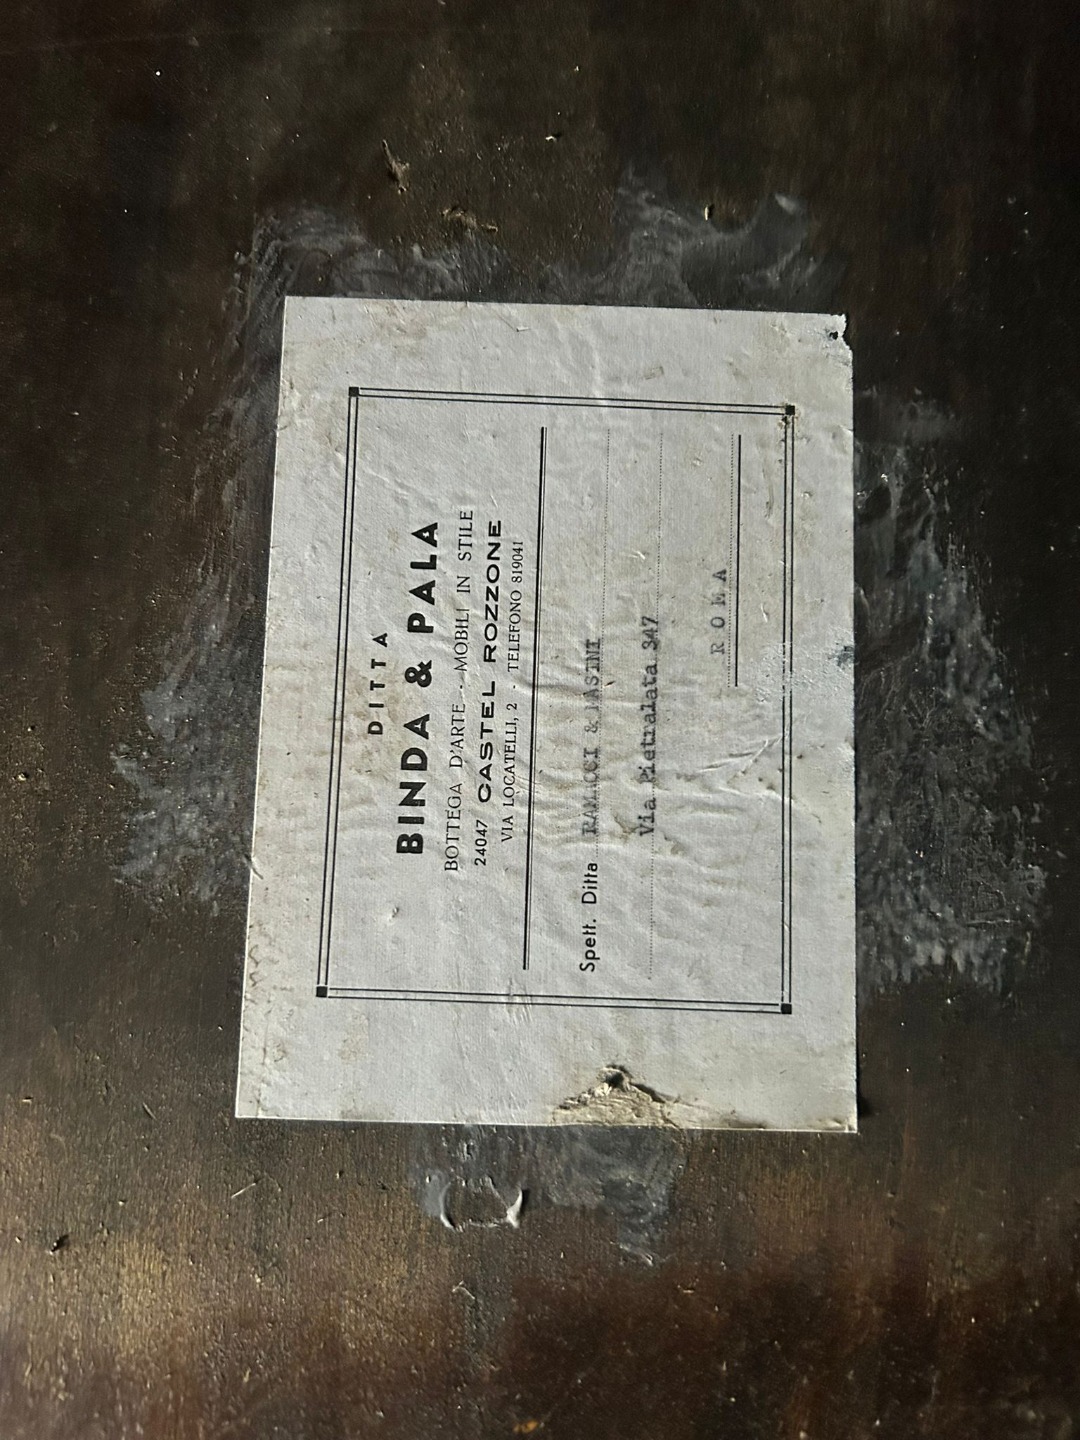 DITTA
BINDA & PALA
BOTTEGA D'ARTE - MOBILI IN STILE
24047 CASTEL ROZZONE
VIA LOCATELLI, 2 - TELEFONO 819041
Spett. Ditta &
Via Pietralata 347
ROMA